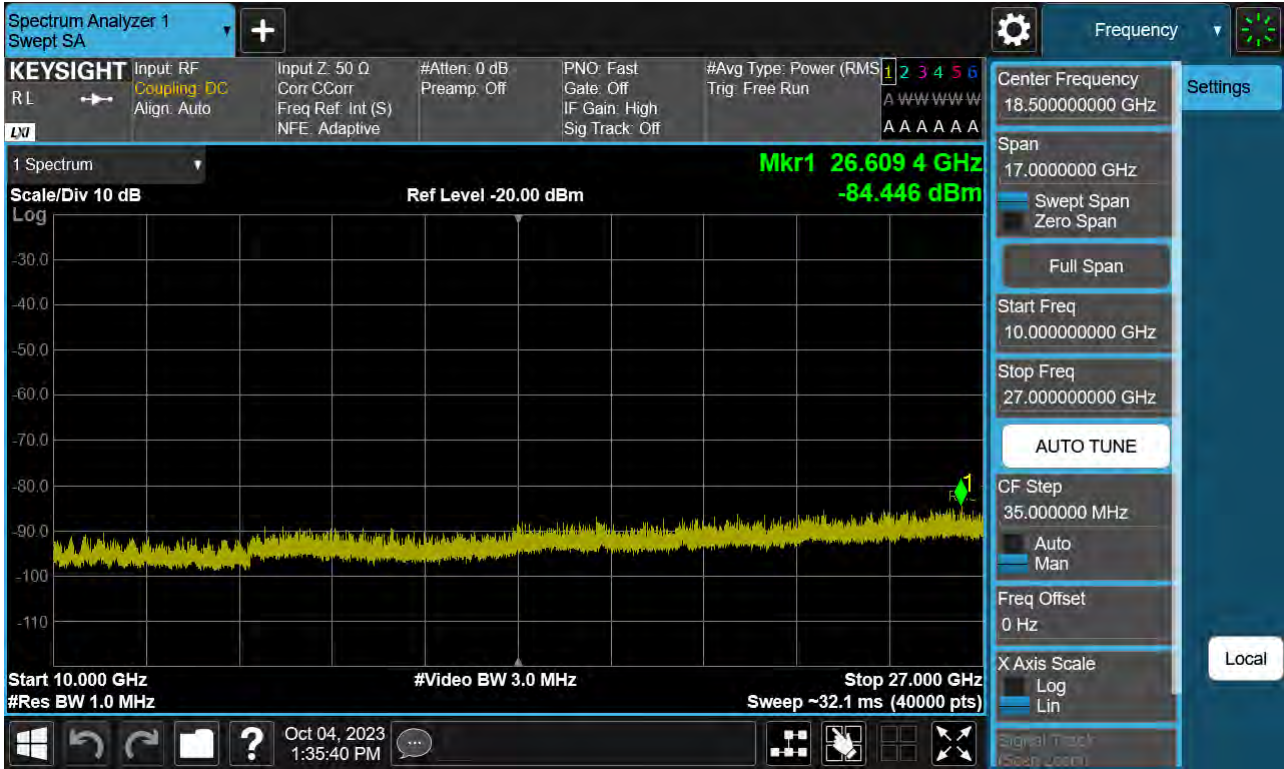 Spectrum Analyzer 1
Swept SA
Frequency
KEYSIGHT
R L
LXI
Input: RF
Coupling: DC
Align: Auto
Input Z: 50 Ω
Corr CCorr
Freq Ref: Int (S)
NFE: Adaptive
#Atten: 0 dB
Preamp: Off
PNO: Fast
Gate: Off
IF Gain: High
Sig Track: Off
#Avg Type: Power (RMS
Trig: Free Run
1 2 3 4 5 6
A W W W W W
A A A A A A
1 Spectrum
Scale/Div 10 dB
Log
Ref Level -20.00 dBm
Mkr1 26.609 4 GHz
-84.446 dBm
-30.0
-40.0
-50.0
-60.0
-70.0
-80.0
-90.0
-100
-110
1
Start 10.000 GHz
#Res BW 1.0 MHz
#Video BW 3.0 MHz
Stop 27.000 GHz
Sweep ~32.1 ms (40000 pts)
Center Frequency
18.500000000 GHz
Settings
Span
17.0000000 GHz
Swept Span
Zero Span
Full Span
Start Freq
10.000000000 GHz
Stop Freq
27.000000000 GHz
AUTO TUNE
CF Step
35.000000 MHz
Auto
Man
Freq Offset
0 Hz
X Axis Scale
Log
Lin
Local
Signal Track
(Span Zoom)
?
Oct 04, 2023
1:35:40 PM